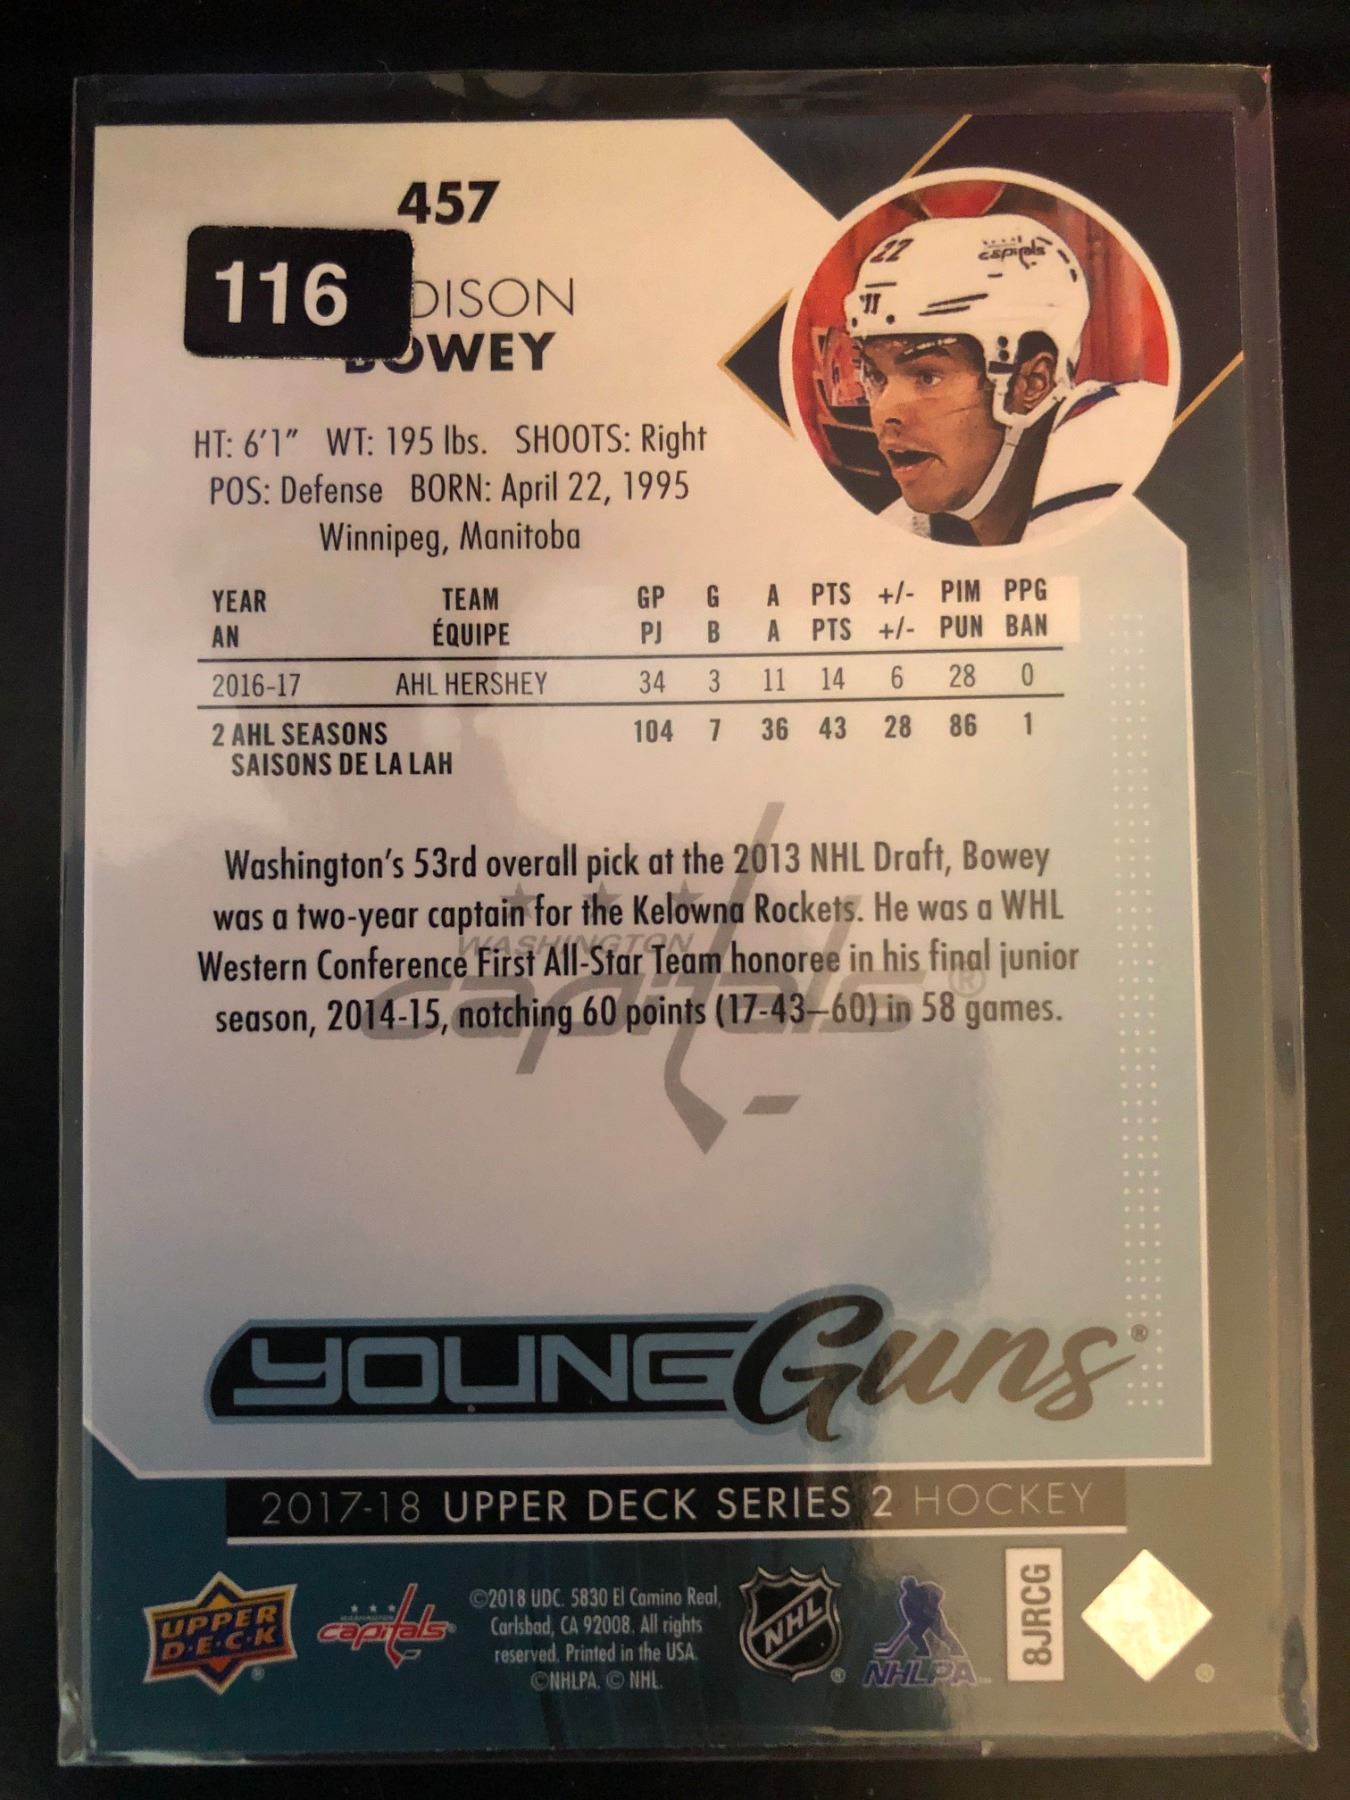 457
116
DISON
BOWEY
HT: 6'1" WT: 195 lbs. SHOOTS: Right
POS: Defense BORN: April 22, 1995
Winnipeg, Manitoba
YEAR TEAM GP G A PTS +/- PIM PPG
AN ÉQUIPE PJ B A PTS +/- PUN BAN
2016-17 AHL HERSHEY 34 3 11 14 6 28 0
2 AHL SEASONS 104 7 36 43 28 86 1
SAISONS DE LA LAH
Washington's 53rd overall pick at the 2013 NHL Draft, Bowey
was a two-year captain for the Kelowna Rockets. He was a WHL
Western Conference First All-Star Team honoree in his final junior
season, 2014-15, notching 60 points (17-43–60) in 58 games.
WASHINGTON
capitals®
YOUNG Guns®
2017-18 UPPER DECK SERIES 2 HOCKEY
UPPER
D·E·C·K
®
WASHINGTON
capitals®
©2018 UDC. 5830 El Camino Real,
Carlsbad, CA 92008. All rights
reserved. Printed in the USA.
©NHLPA. © NHL.
NHL
®
NHLPA
8JRCG
®
22
capitals